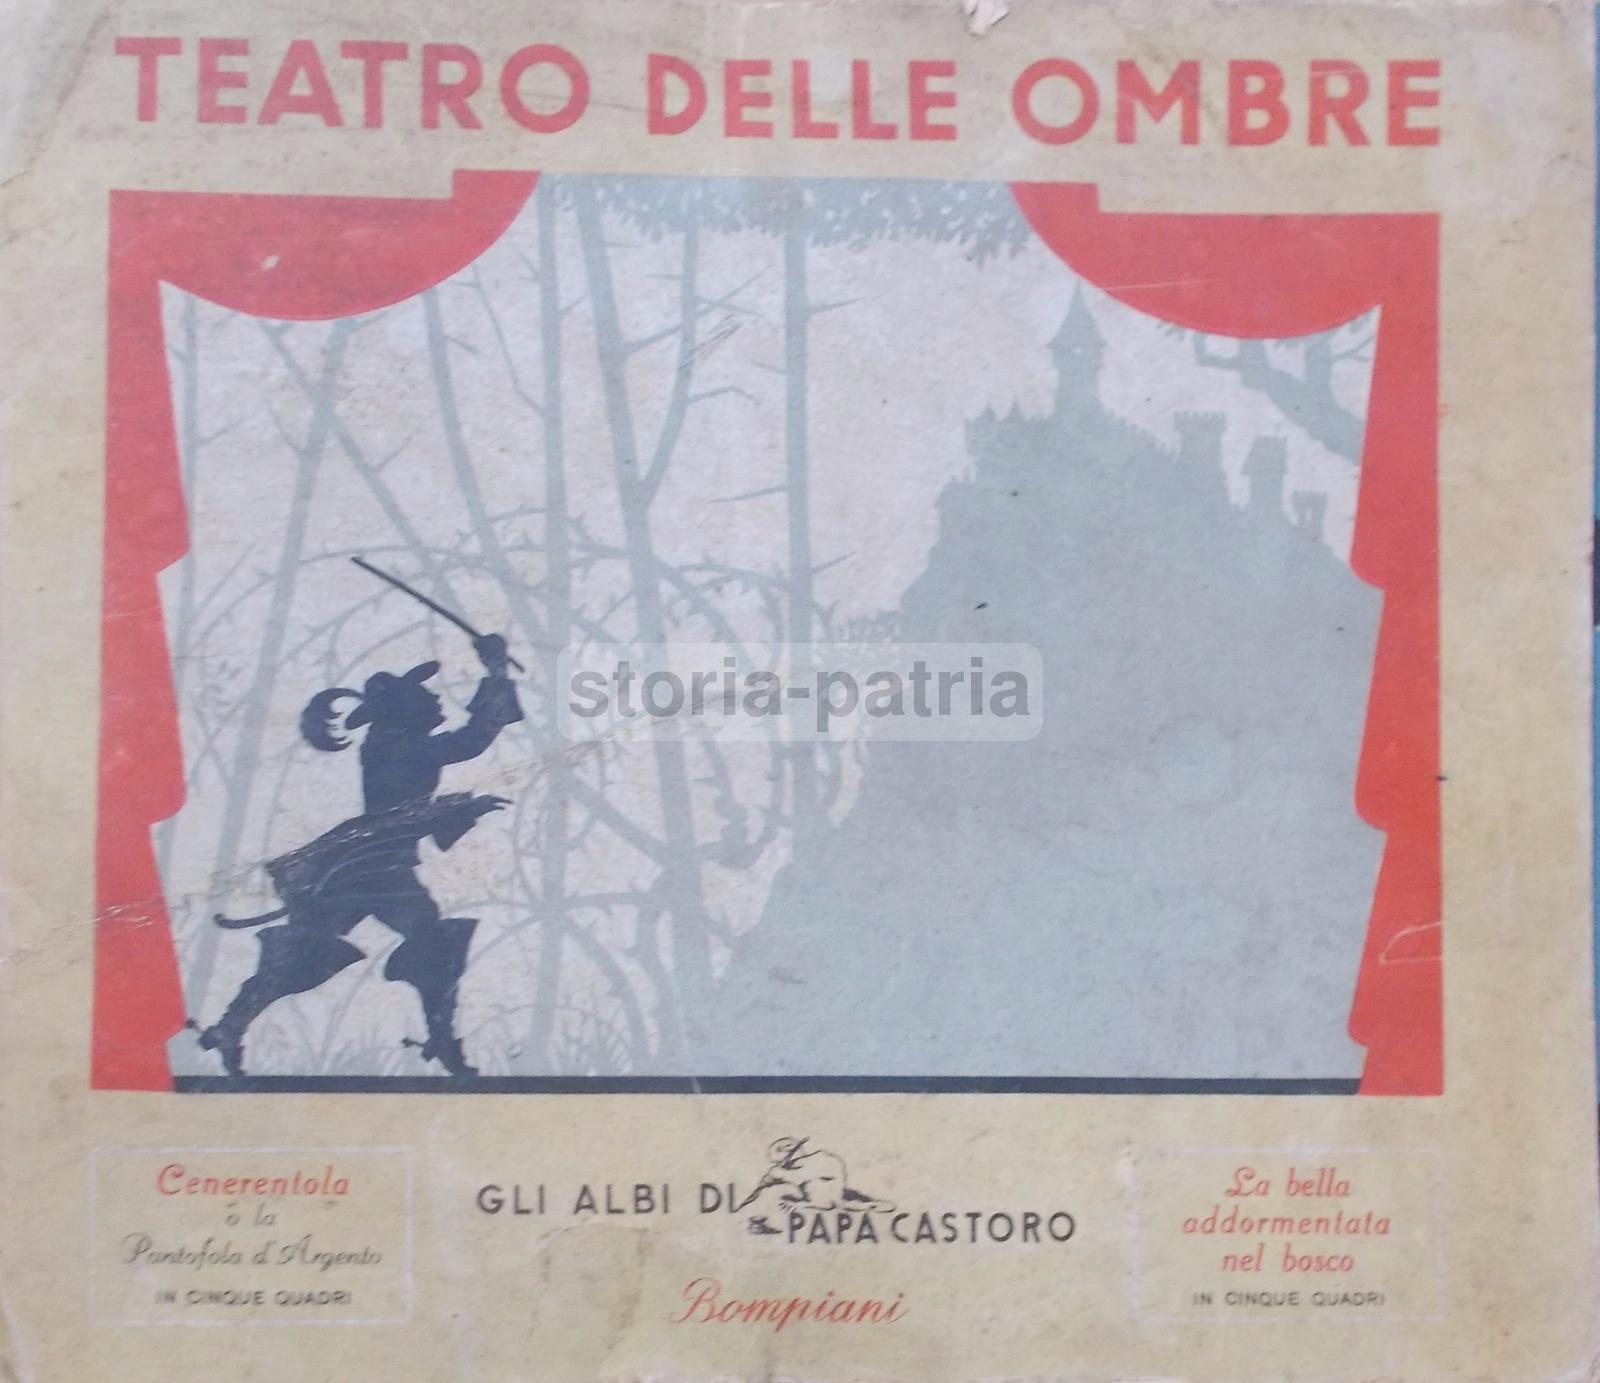 TEATRO DELLE OMBRE
storia-patria
Cenerentola
o la
Pantofola d'Argento
IN CINQUE QUADRI
GLI ALBI DI
PAPÀ CASTORO
Bompiani
La bella
addormentata
nel bosco
IN CINQUE QUADRI